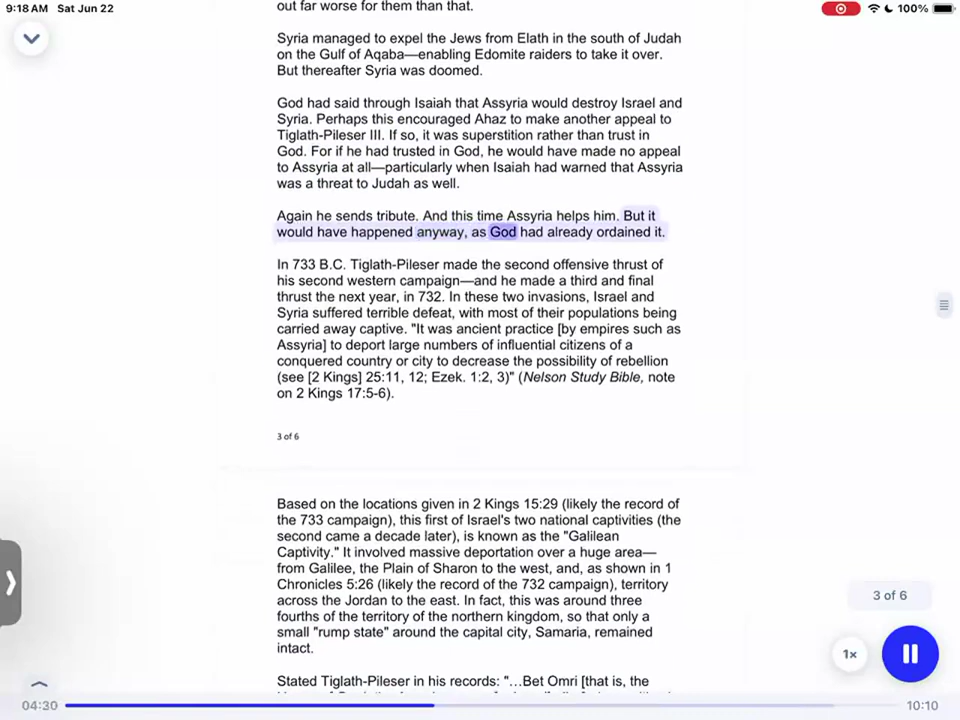 9:18 AM Sat Jun 22
100%
out far worse for them than that.
Syria managed to expel the Jews from Elath in the south of Judah
on the Gulf of Aqaba—enabling Edomite raiders to take it over.
But thereafter Syria was doomed.
God had said through Isaiah that Assyria would destroy Israel and
Syria. Perhaps this encouraged Ahaz to make another appeal to
Tiglath-Pileser III. If so, it was superstition rather than trust in
God. For if he had trusted in God, he would have made no appeal
to Assyria at all—particularly when Isaiah had warned that Assyria
was a threat to Judah as well.
Again he sends tribute. And this time Assyria helps him. But it
would have happened anyway, as God had already ordained it.
In 733 B.C. Tiglath-Pileser made the second offensive thrust of
his second western campaign—and he made a third and final
thrust the next year, in 732. In these two invasions, Israel and
Syria suffered terrible defeat, with most of their populations being
carried away captive. "It was ancient practice [by empires such as
Assyria] to deport large numbers of influential citizens of a
conquered country or city to decrease the possibility of rebellion
(see [2 Kings] 25:11, 12; Ezek. 1:2, 3)" (Nelson Study Bible, note
on 2 Kings 17:5-6).
3 of 6
Based on the locations given in 2 Kings 15:29 (likely the record of
the 733 campaign), this first of Israel's two national captivities (the
second came a decade later), is known as the "Galilean
Captivity." It involved massive deportation over a huge area—
from Galilee, the Plain of Sharon to the west, and, as shown in 1
Chronicles 5:26 (likely the record of the 732 campaign), territory
across the Jordan to the east. In fact, this was around three
fourths of the territory of the northern kingdom, so that only a
small "rump state" around the capital city, Samaria, remained
intact.
Stated Tiglath-Pileser in his records: "…Bet Omri [that is, the
3 of 6
1×
04:30
10:10